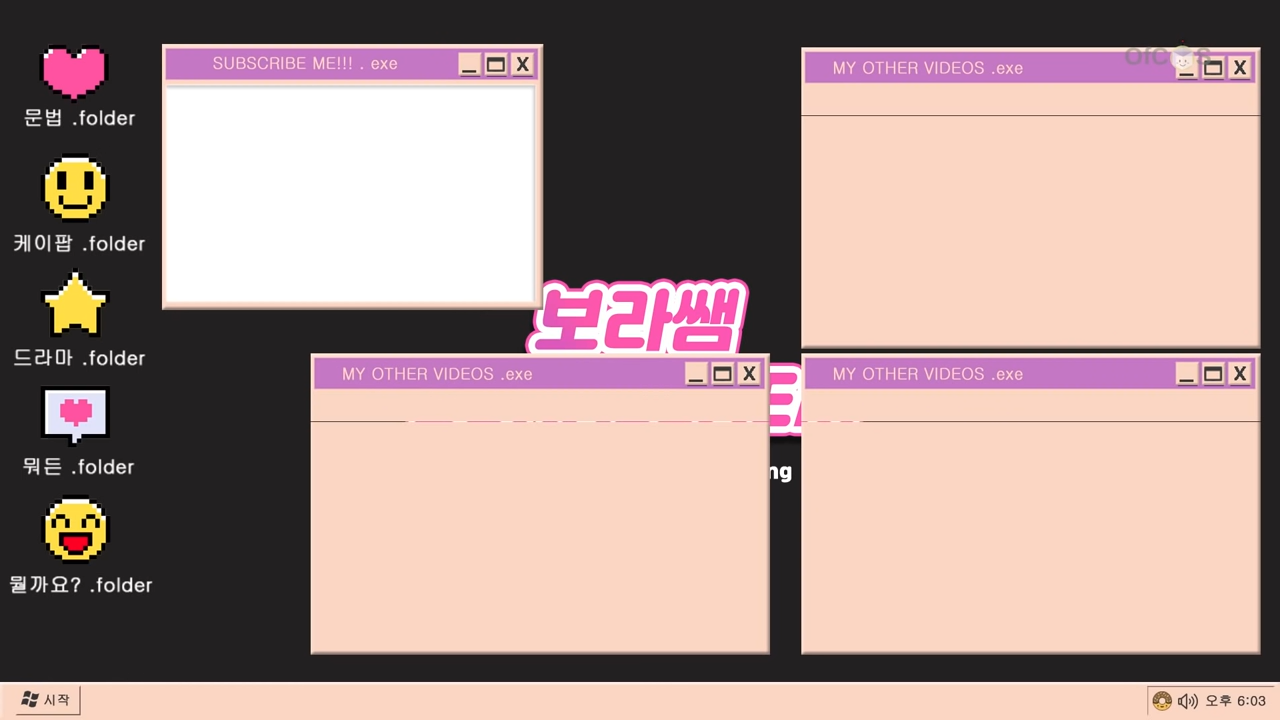 SUBSCRIBE ME!!! . exe
MY OTHER VIDEOS .exe
문법 .folder
케이팝 .folder
드라마 .folder
뭐든 .folder
뭘까요? .folder
보라쌤
MY OTHER VIDEOS .exe
MY OTHER VIDEOS .exe
ng
시작
오후 6:03